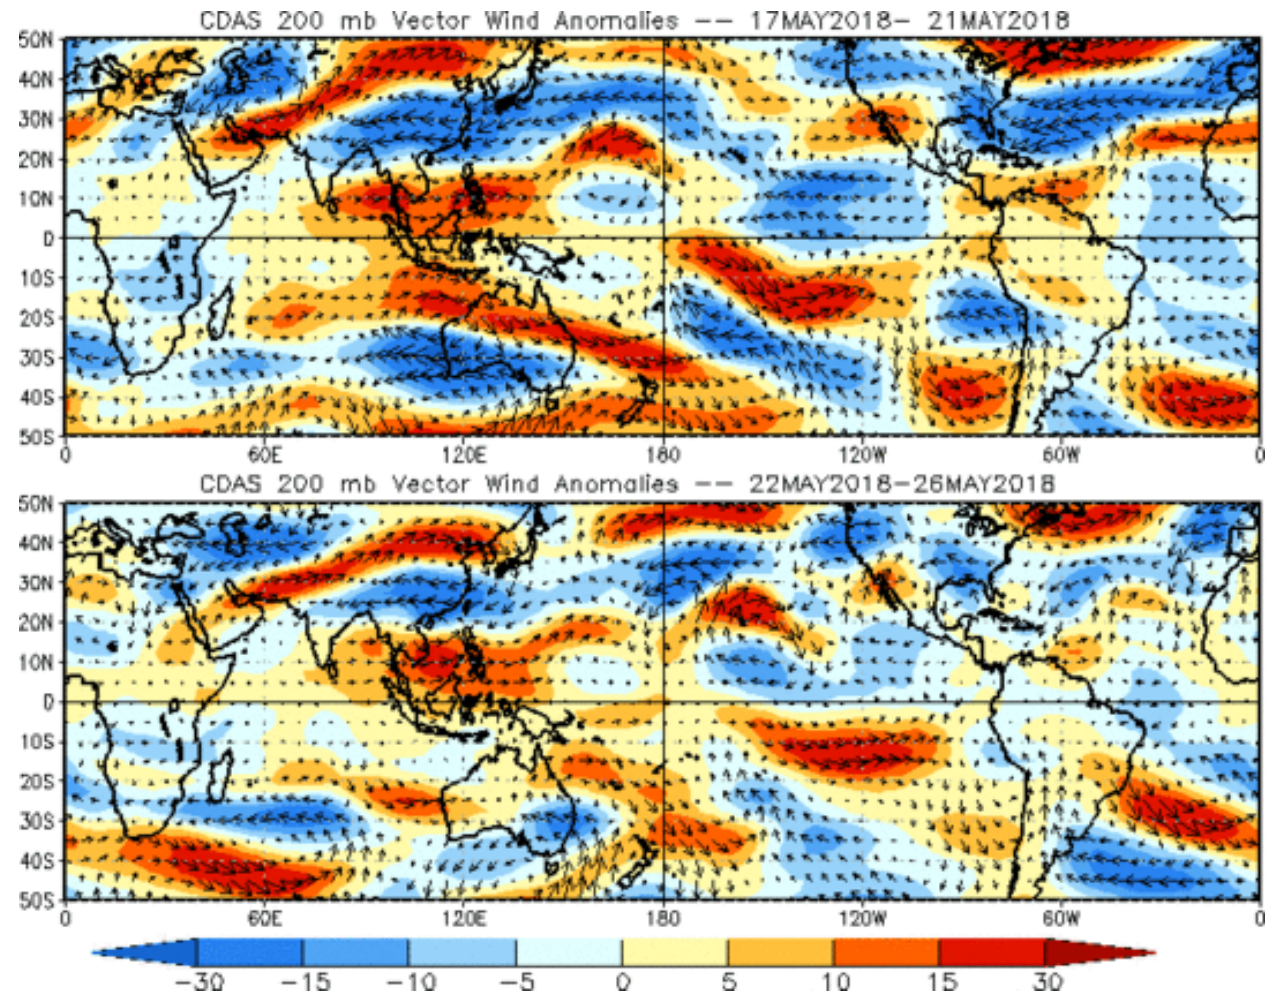 CDAS 200 mb Vector Wind Anomalies -- 17MAY2018- 21MAY2018
50N
40N
30N
20N
10N
0
10S
20S
30S
40S
50S
0 60E 120E 180 120W 60W 0
CDAS 200 mb Vector Wind Anomalies -- 22MAY2018-26MAY2018
50N
40N
30N
20N
10N
0
10S
20S
30S
40S
50S
0 60E 120E 180 120W 60W 0
-30 -15 -10 -5 0 5 10 15 30